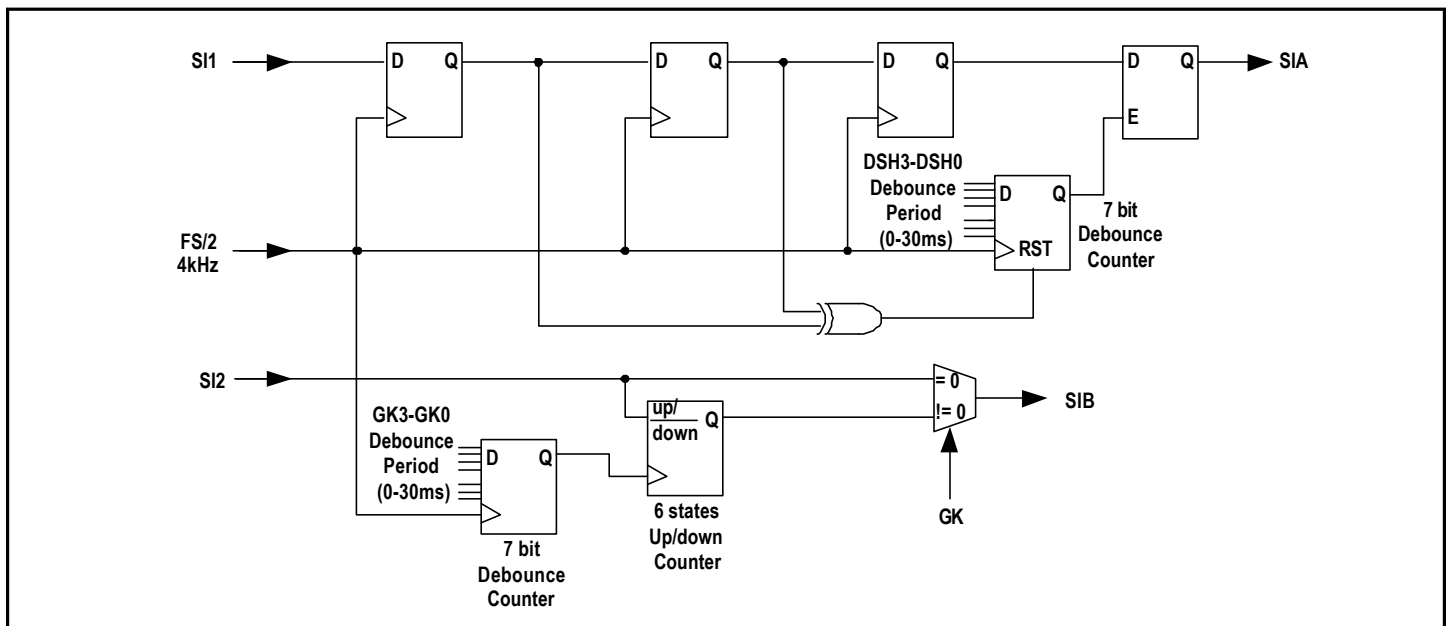 SI1
D Q
D Q
D Q
D Q
E
SIA
DSH3-DSH0
Debounce
Period
(0-30ms)
D Q
RST
7 bit
Debounce
Counter
FS/2
4kHz
SI2
= 0
!= 0
SIB
GK
up/
down
Q
6 states
Up/down
Counter
GK3-GK0
Debounce
Period
(0-30ms)
D Q
7 bit
Debounce
Counter